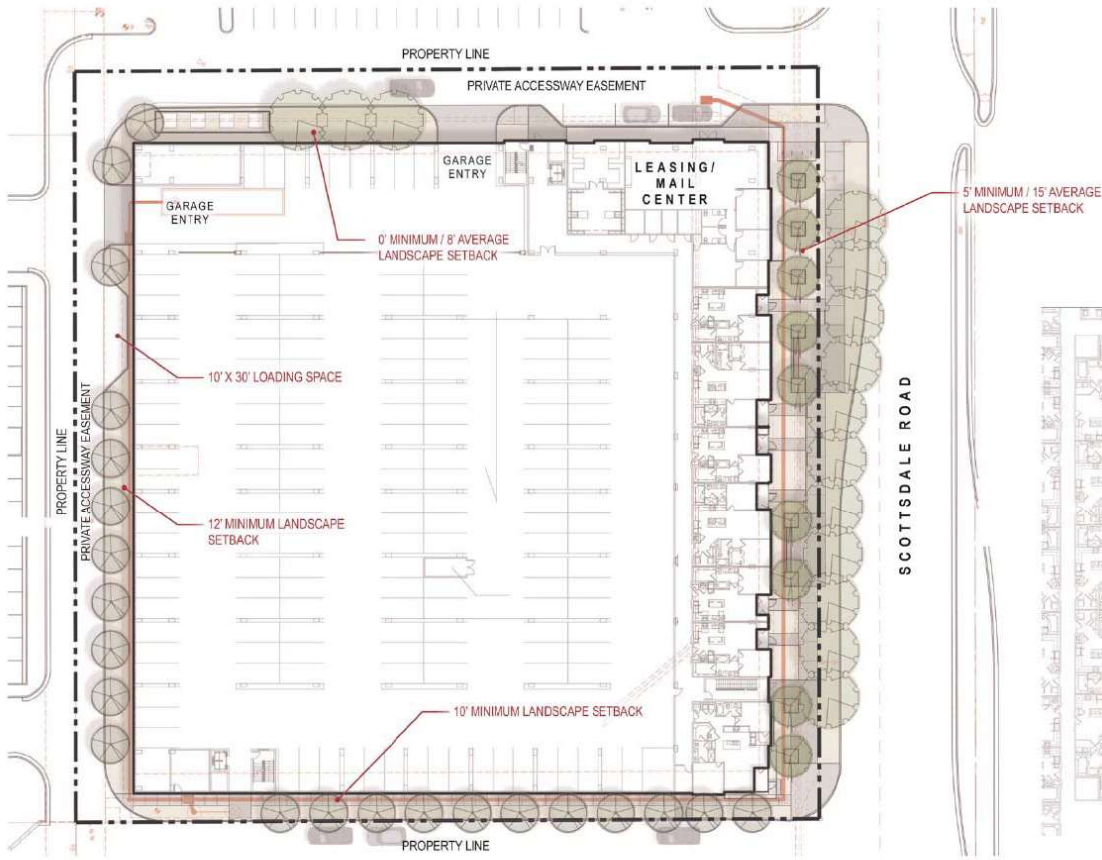 PROPERTY LINE
PRIVATE ACCESSWAY EASEMENT
GARAGE
ENTRY
LEASING/
MAIL
CENTER
GARAGE
ENTRY
5' MINIMUM / 15' AVERAGE
LANDSCAPE SETBACK
0' MINIMUM / 8' AVERAGE
LANDSCAPE SETBACK
10' X 30' LOADING SPACE
PROPERTY LINE
PRIVATE ACCESSWAY EASEMENT
SCOTTSDALE ROAD
12' MINIMUM LANDSCAPE
SETBACK
10' MINIMUM LANDSCAPE SETBACK
PROPERTY LINE